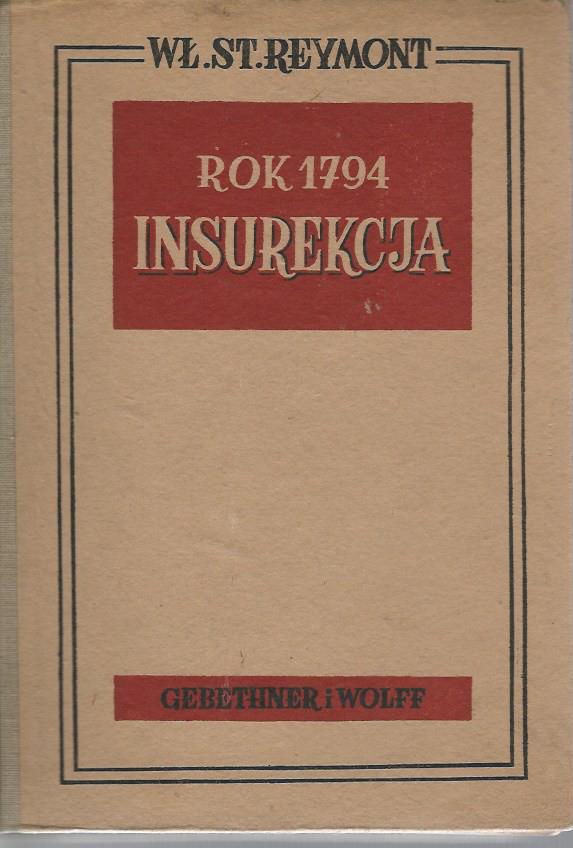 WŁ.ST.REYMONT
ROK 1794
INSUREKCJA
GEBETHNER i WOLFF